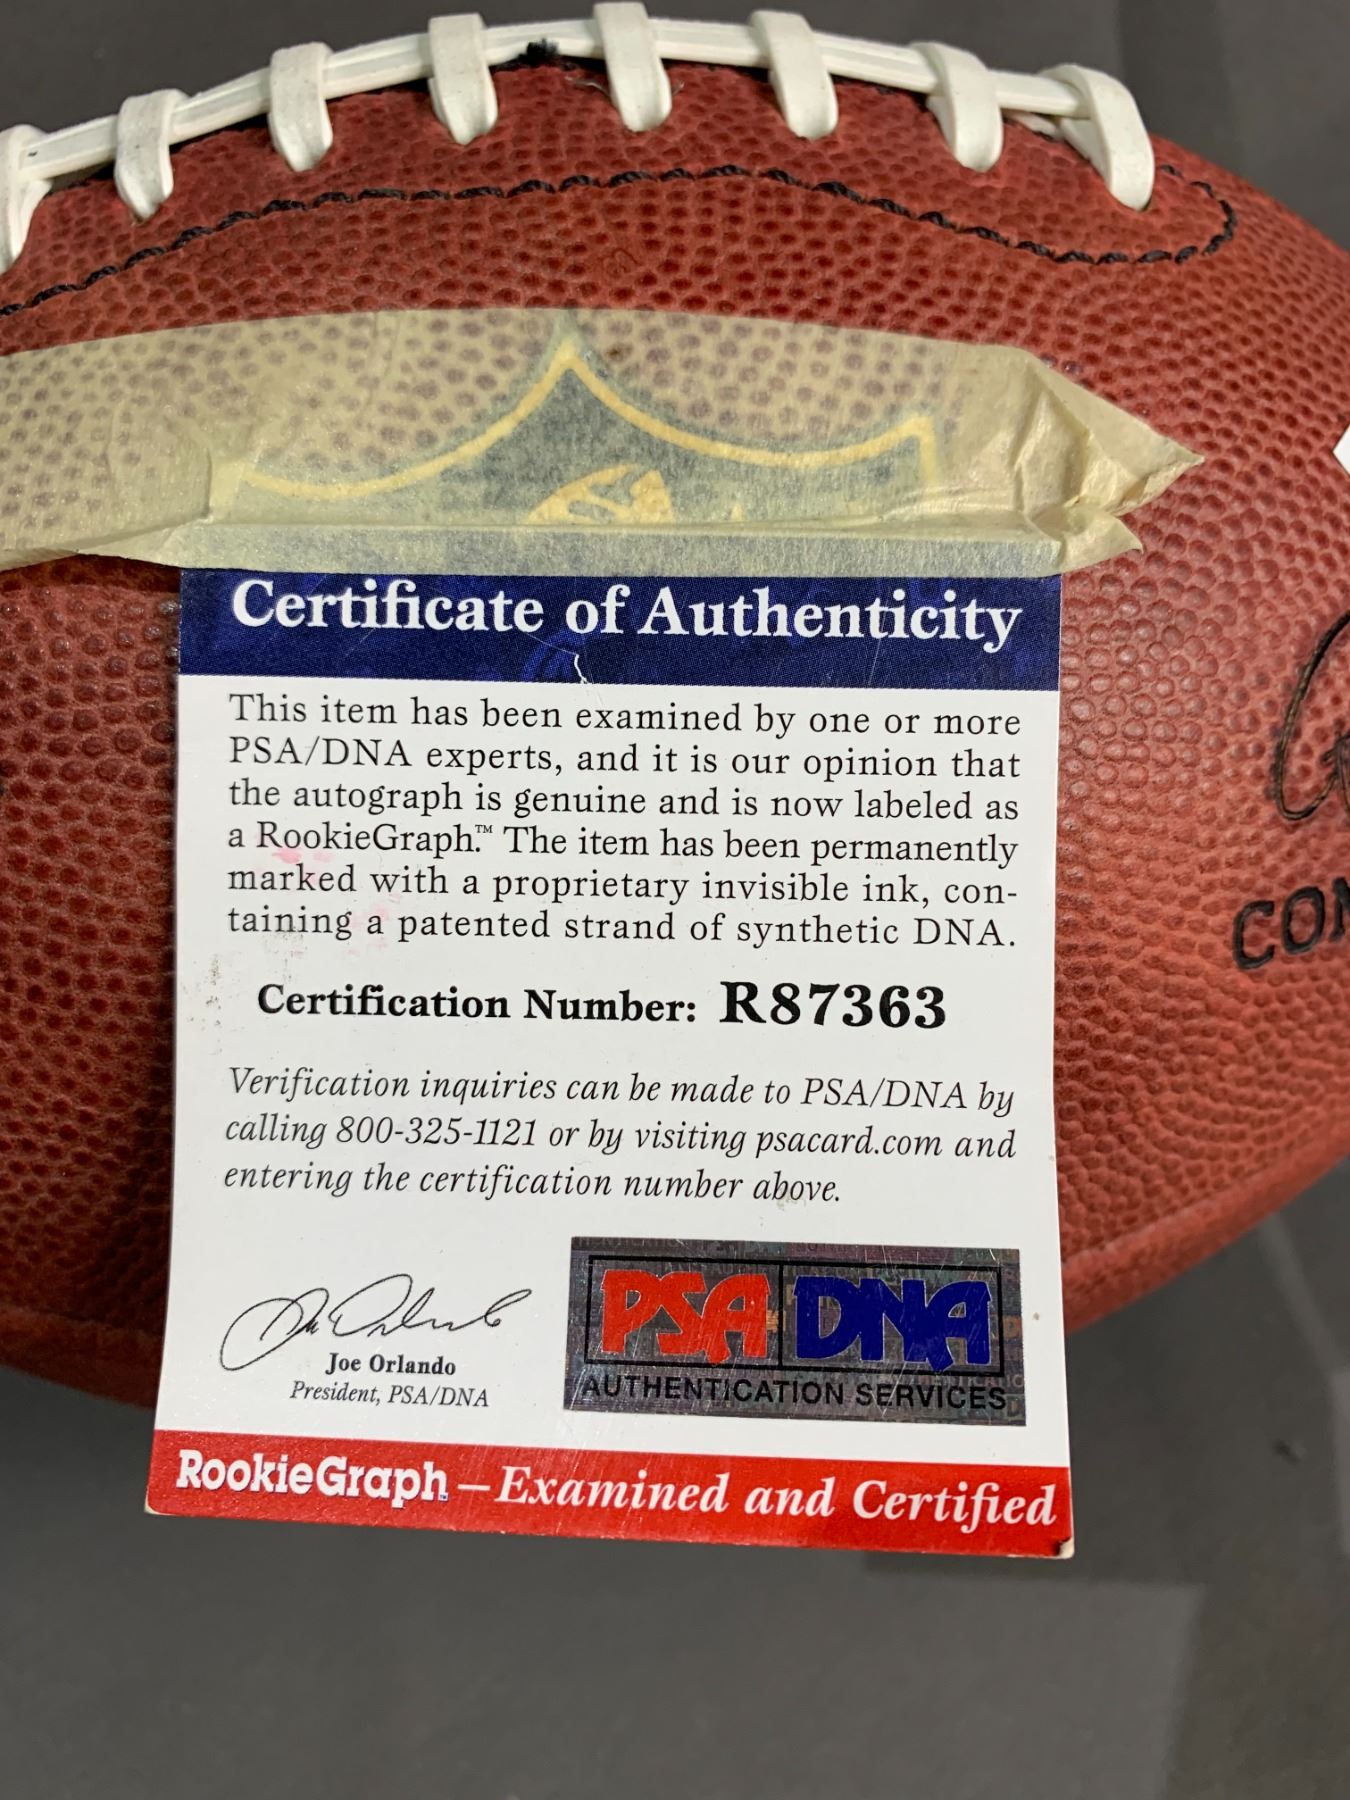 Certificate of Authenticity
This item has been examined by one or more
PSA/DNA experts, and it is our opinion that
the autograph is genuine and is now labeled as
a RookieGraph.™ The item has been permanently
marked with a proprietary invisible ink, con-
taining a patented strand of synthetic DNA.
Certification Number: R87363
Verification inquiries can be made to PSA/DNA by
calling 800-325-1121 or by visiting psacard.com and
entering the certification number above.
Joe Orlando
President, PSA/DNA
PSA DNA
AUTHENTICATION SERVICES
RookieGraph™ – Examined and Certified